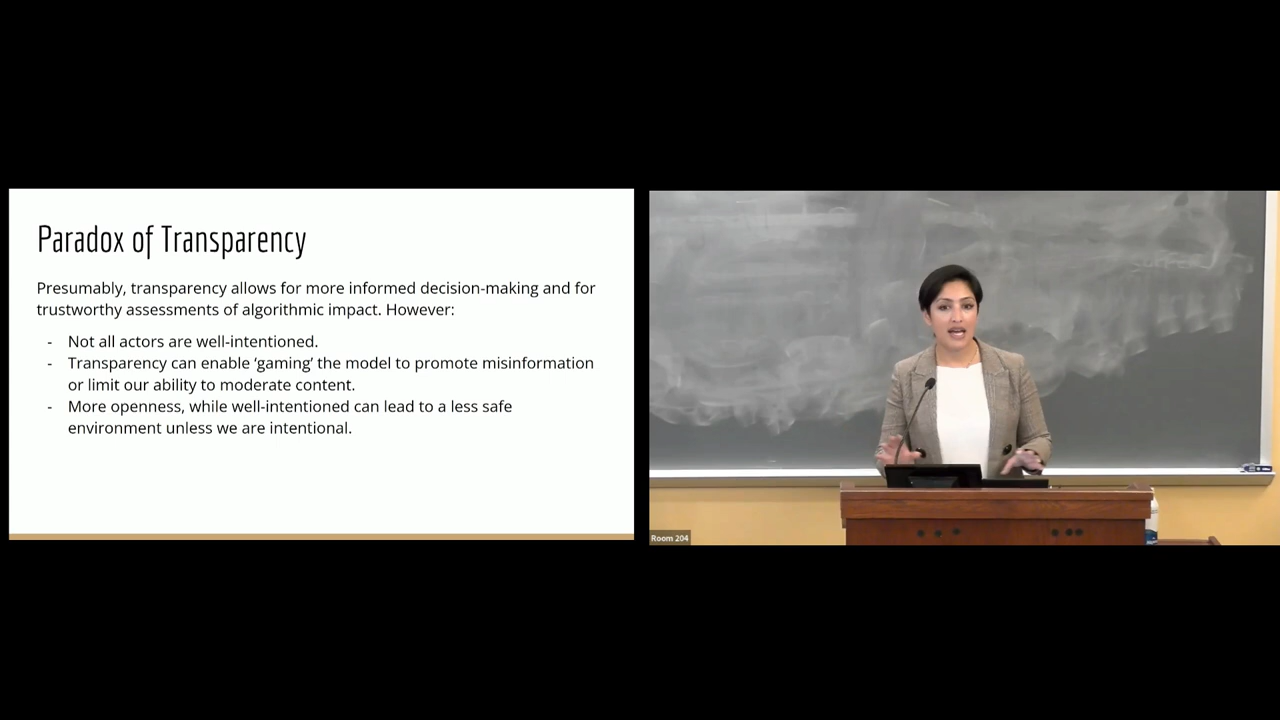 Paradox of Transparency
Presumably, transparency allows for more informed decision-making and for
trustworthy assessments of algorithmic impact. However:
- Not all actors are well-intentioned.
- Transparency can enable ‘gaming’ the model to promote misinformation
or limit our ability to moderate content.
- More openness, while well-intentioned can lead to a less safe
environment unless we are intentional.
Room 204